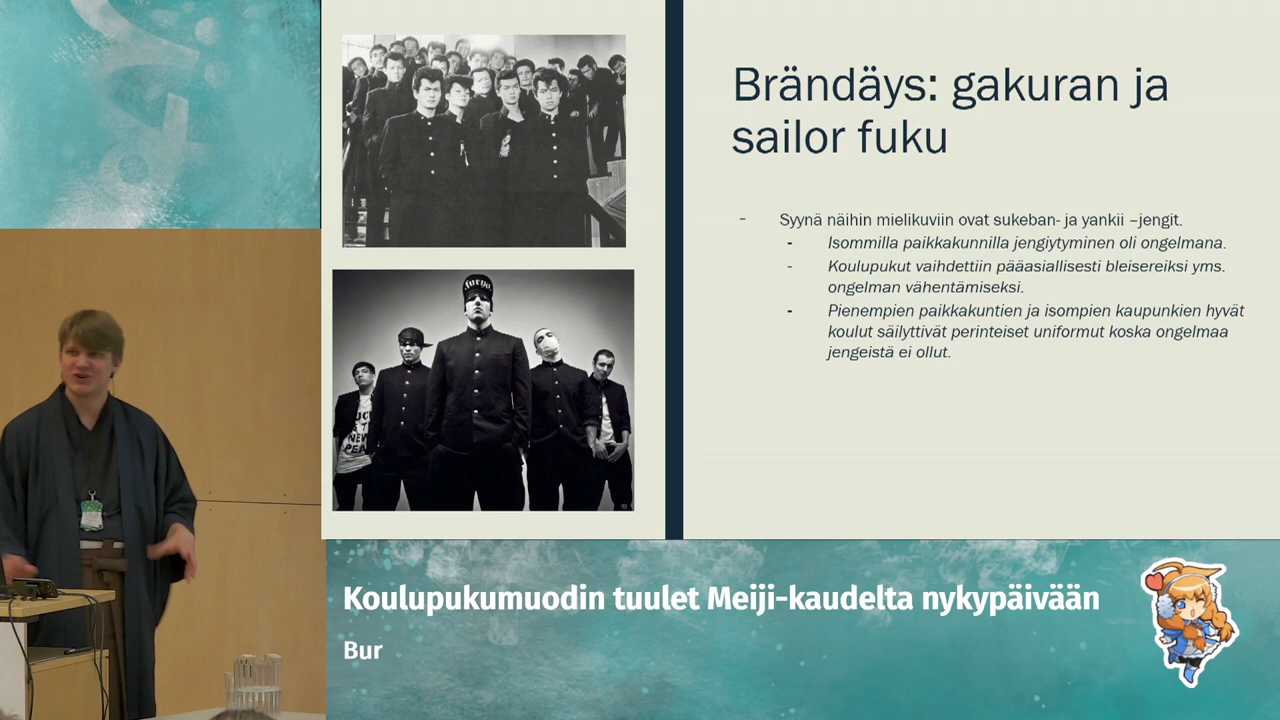 Brändäys: gakuran ja
sailor fuku
- Syynä näihin mielikuviin ovat sukeban- ja yankii –jengit.
- Isommilla paikkakunnilla jengiytyminen oli ongelmana.
- Koulupukut vaihdettiin pääasiallisesti bleisereiksi yms.
ongelman vähentämiseksi.
- Pienempien paikkakuntien ja isompien kaupunkien hyvät
koulut säilyttivät perinteiset uniformut koska ongelmaa
jengeistä ei ollut.
furyo
Koulupukumuodin tuulet Meiji-kaudelta nykypäivään
Bur